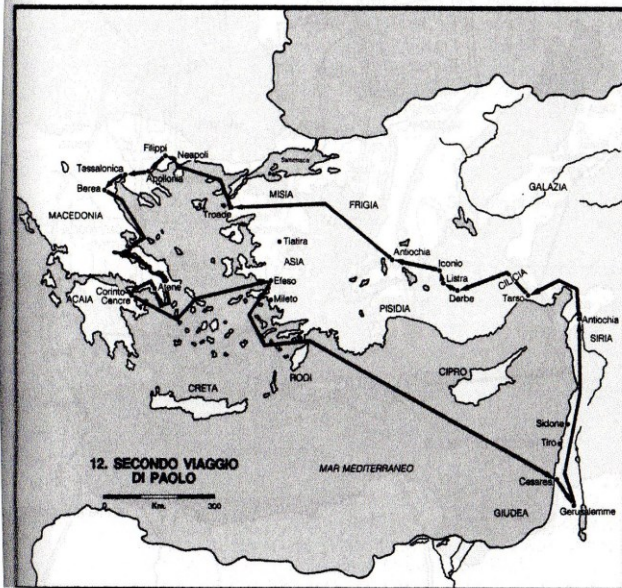 Filippi
Neapoli
Samotracia
Tessalonica
Apollonia
Berea
MISIA
GALAZIA
FRIGIA
Troade
MACEDONIA
Tiatira
Antiochia
Iconio
ASIA
Listra
CILICIA
Atene
Efeso
Derbe
Tarso
Corinto
Cencre
ACAIA
Mileto
PISIDIA
Antiochia
SIRIA
RODI
CIPRO
CRETA
Sidone
Tiro
12. SECONDO VIAGGIO
DI PAOLO
MAR MEDITERRANEO
Cesarea
0 Km. 300
GIUDEA
Gerusalemme